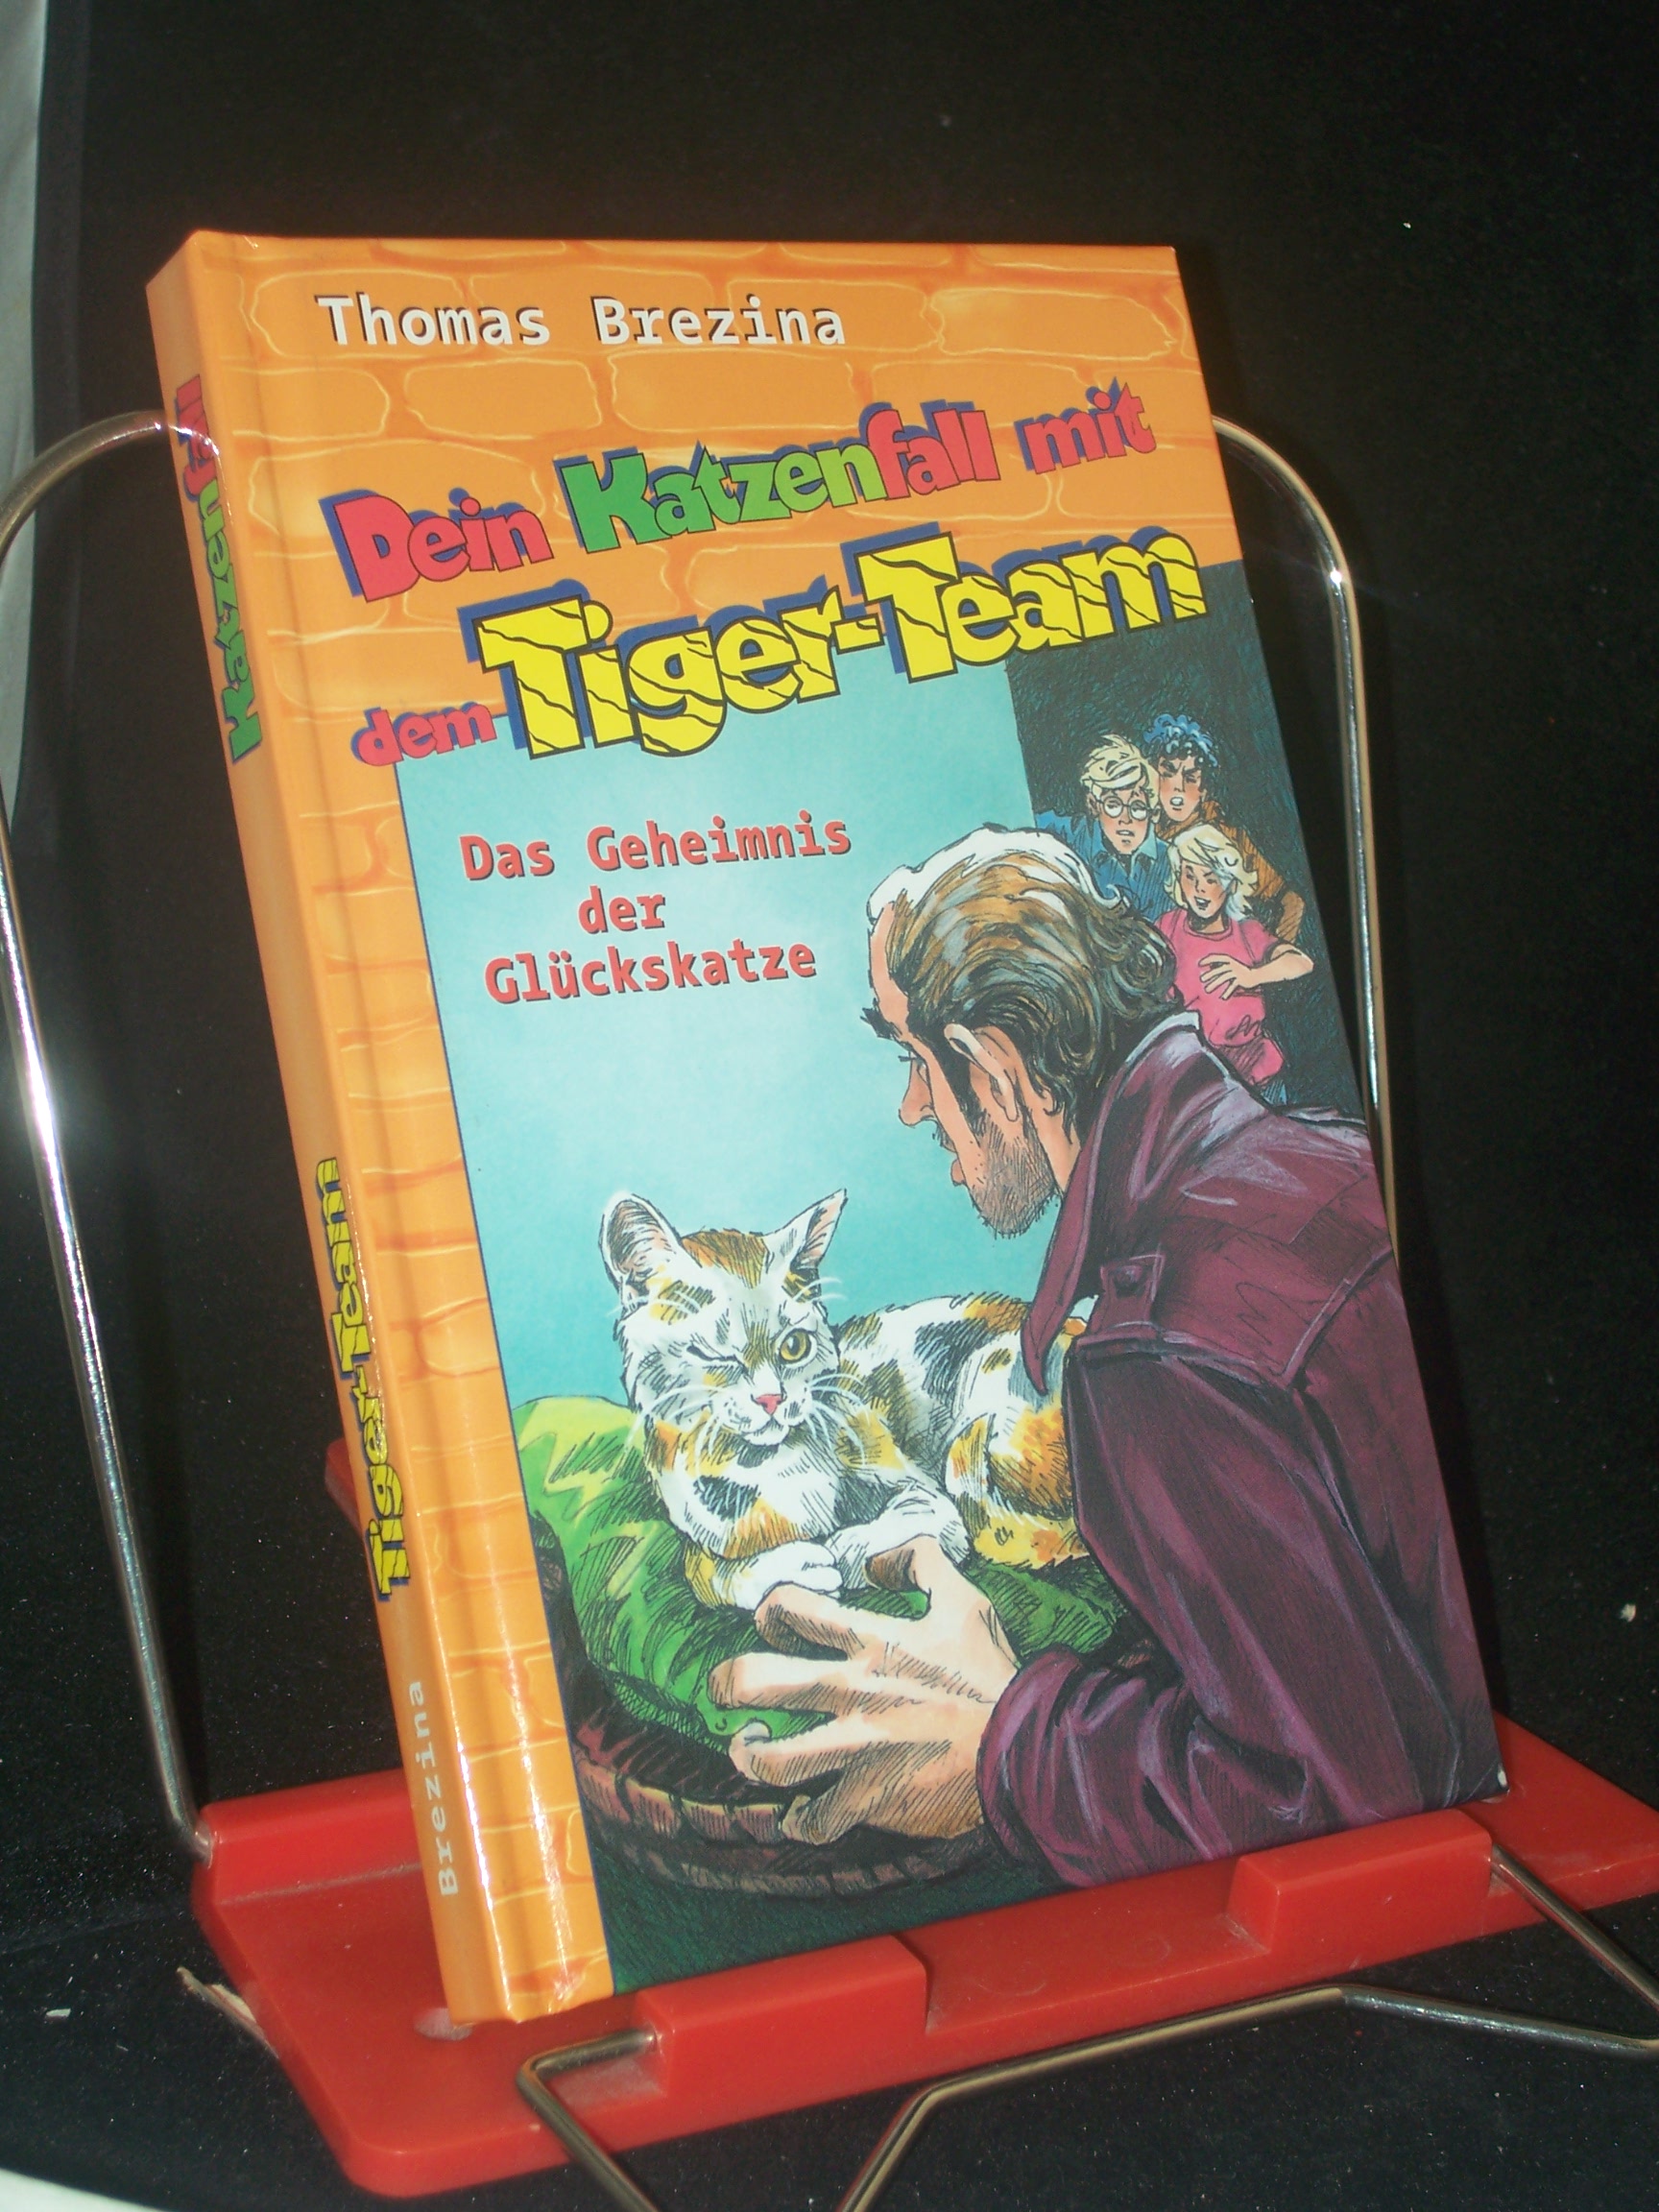 Thomas Brezina
Dein Katzenfall mit
dem Tiger-Team
Das Geheimnis
der
Glückskatze
Katzenfall
Tiger-Team
Brezina